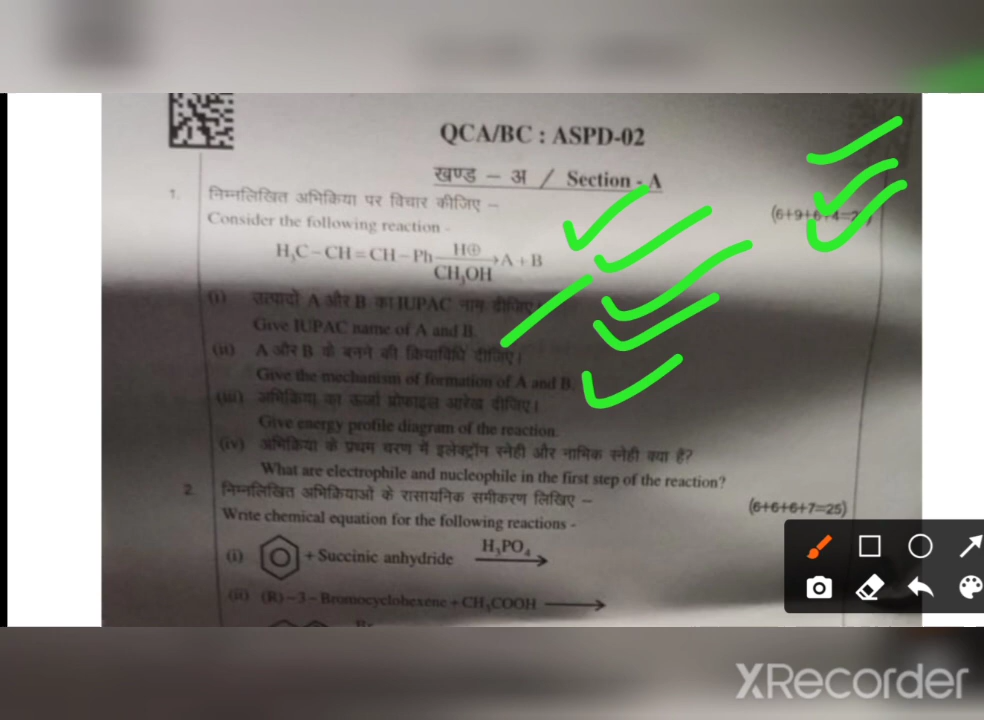 QCA/BC : ASPD-02
खण्ड – अ / Section - A
1. निम्नलिखित अभिक्रिया पर विचार कीजिए –
(6+9+6+4=
Consider the following reaction -
H₃C – CH = CH – Ph H⊕ CH₃OH → A + B
(i) उत्पादों A और B का IUPAC नाम दीजिए।
Give IUPAC name of A and B.
(ii) A और B के बनने की क्रियाविधि दीजिए।
Give the mechanism of formation of A and B.
(iii) अभिक्रिया का ऊर्जा प्रोफाइल आरेख दीजिए।
Give energy profile diagram of the reaction.
(iv) अभिक्रिया के प्रथम चरण में इलेक्ट्रॉन स्नेही और नाभिक स्नेही क्या है?
What are electrophile and nucleophile in the first step of the reaction?
2. निम्नलिखित अभिक्रियाओं के रासायनिक समीकरण लिखिए –
(6+6+6+7=25)
Write chemical equation for the following reactions -
(i) + Succinic anhydride H₃PO₄ →
(ii) (R) – 3 – Bromocyclohexene + CH₃COOH →
XRecorder